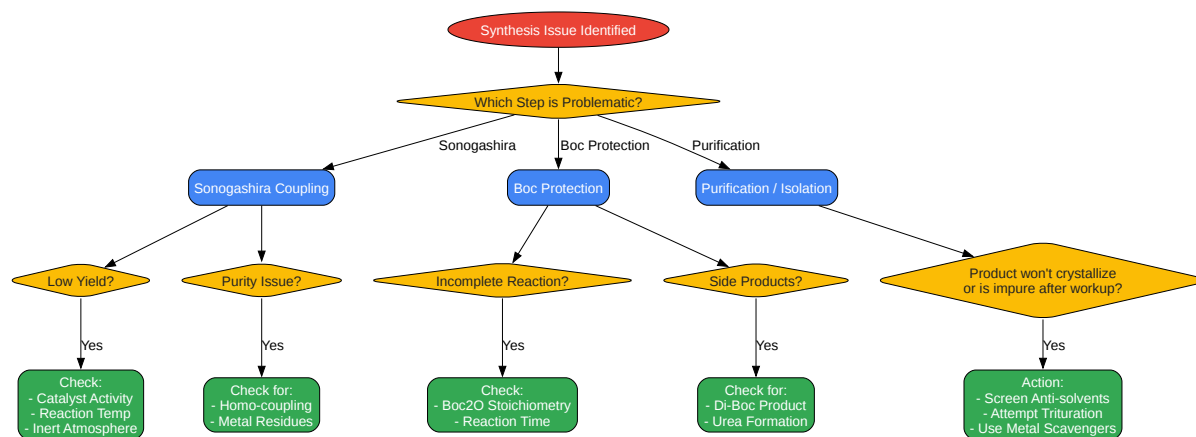 Synthesis Issue Identified
Which Step is Problematic?
Sonogashira
Boc Protection
Purification
Sonogashira Coupling
Boc Protection
Purification / Isolation
Low Yield?
Purity Issue?
Incomplete Reaction?
Side Products?
Product won't crystallize
or is impure after workup?
Yes
Yes
Yes
Yes
Yes
Check:
- Catalyst Activity
- Reaction Temp
- Inert Atmosphere
Check for:
- Homo-coupling
- Metal Residues
Check:
- Boc2O Stoichiometry
- Reaction Time
Check for:
- Di-Boc Product
- Urea Formation
Action:
- Screen Anti-solvents
- Attempt Trituration
- Use Metal Scavengers